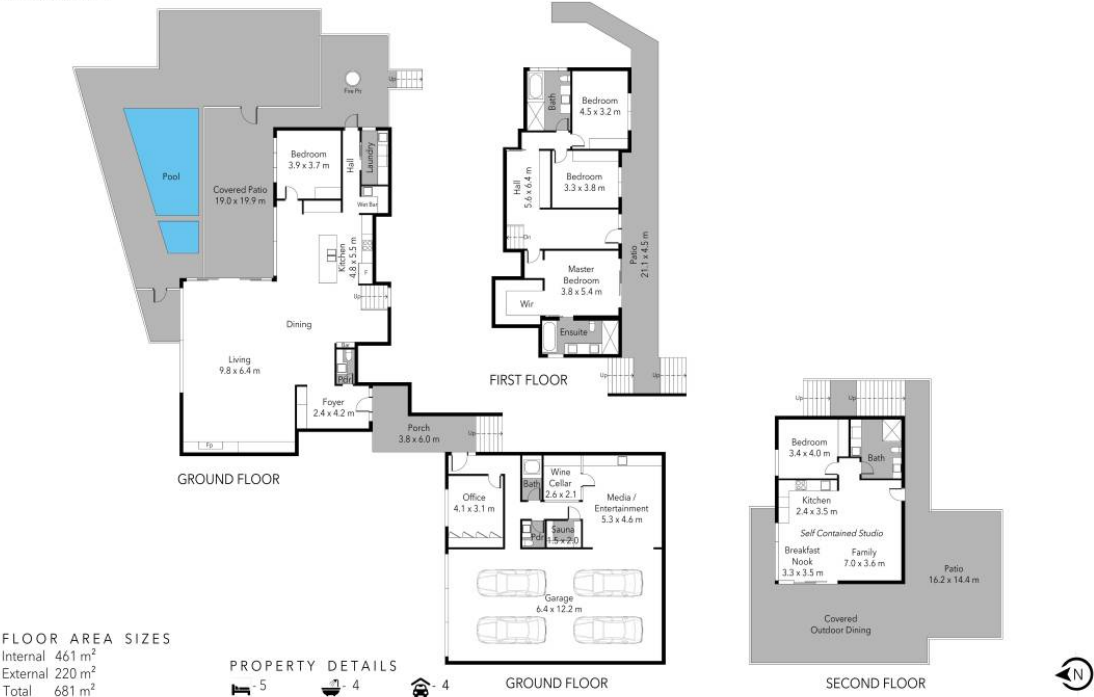 Fire Pit
Up
Bedroom
3.9 x 3.7 m
Hall
Laundry
Pool
Covered Patio
19.0 x 19.9 m
Wet Bar
Kitchen
4.8 x 5.5 m
F
Up
Dining
Living
9.8 x 6.4 m
Pdr
Foyer
2.4 x 4.2 m
Fp
GROUND FLOOR
Bath
Bedroom
4.5 x 3.2 m
Hall
5.6 x 6.4 m
Bedroom
3.3 x 3.8 m
Dn
Patio
21.1 x 4.5 m
Master
Bedroom
3.8 x 5.4 m
Wir
Ensuite
FIRST FLOOR
Up
Up
Porch
3.8 x 6.0 m
Up
Office
4.1 x 3.1 m
Bath
Wine
Cellar
2.6 x 2.1
Media /
Entertainment
5.3 x 4.6 m
Pdr
Sauna
1.5 x 2.0
Garage
6.4 x 12.2 m
GROUND FLOOR
Up
Up
Bedroom
3.4 x 4.0 m
Bath
Kitchen
2.4 x 3.5 m
Self Contained Studio
Breakfast
Nook
3.3 x 3.5 m
Family
7.0 x 3.6 m
Patio
16.2 x 14.4 m
Covered
Outdoor Dining
SECOND FLOOR
FLOOR AREA SIZES
Internal 461 m²
External 220 m²
Total 681 m²
PROPERTY DETAILS
- 5 - 4 - 4
N